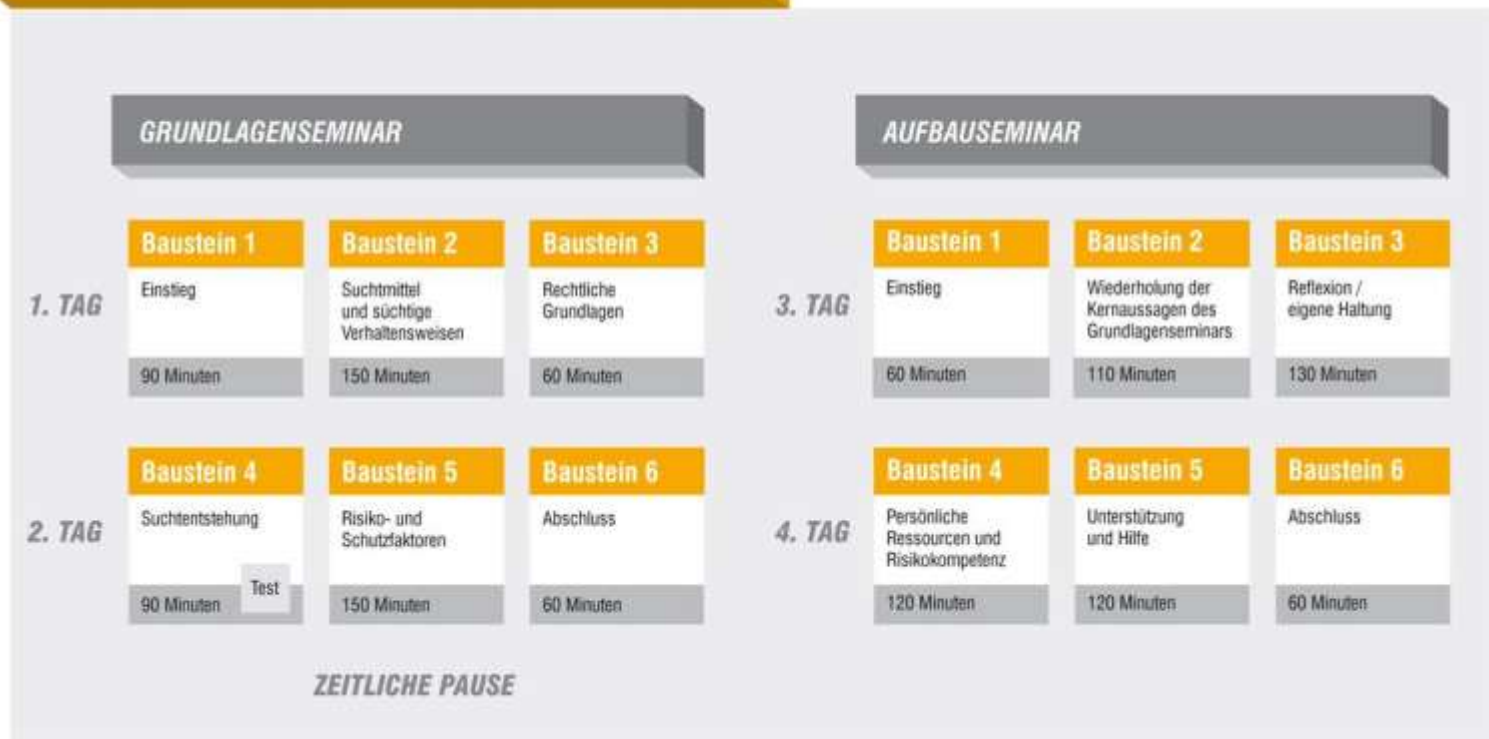 GRUNDLAGENSEMINAR
1. TAG
Baustein 1
Einstieg
90 Minuten
Baustein 2
Suchtmittel
und süchtige
Verhaltensweisen
150 Minuten
Baustein 3
Rechtliche
Grundlagen
60 Minuten
2. TAG
Baustein 4
Suchtentstehung
Test
90 Minuten
Baustein 5
Risiko- und
Schutzfaktoren
150 Minuten
Baustein 6
Abschluss
60 Minuten
ZEITLICHE PAUSE
AUFBAUSEMINAR
3. TAG
Baustein 1
Einstieg
60 Minuten
Baustein 2
Wiederholung der
Kernaussagen des
Grundlagenseminars
110 Minuten
Baustein 3
Reflexion /
eigene Haltung
130 Minuten
4. TAG
Baustein 4
Persönliche
Ressourcen und
Risikokompetenz
120 Minuten
Baustein 5
Unterstützung
und Hilfe
120 Minuten
Baustein 6
Abschluss
60 Minuten